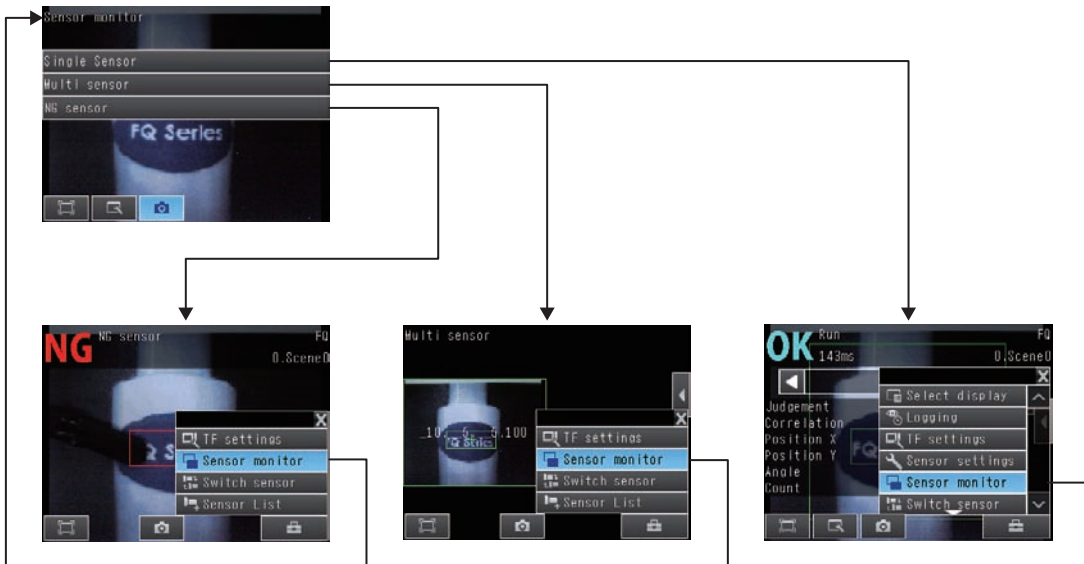 Sensor monitor
Single Sensor
Multi sensor
NG sensor
FQ Series
NG
NG sensor
FQ
0.Scene0
X
TF settings
Sensor monitor
Switch sensor
Sensor List
Multi sensor
FQ Series
X
TF settings
Sensor monitor
Switch sensor
Sensor List
OK
Run
FQ
143ms
0.Scene0
X
Judgement
Correlation
Position X
Position Y
Angle
Count
FQ
Select display
Logging
TF settings
Sensor settings
Sensor monitor
Switch sensor